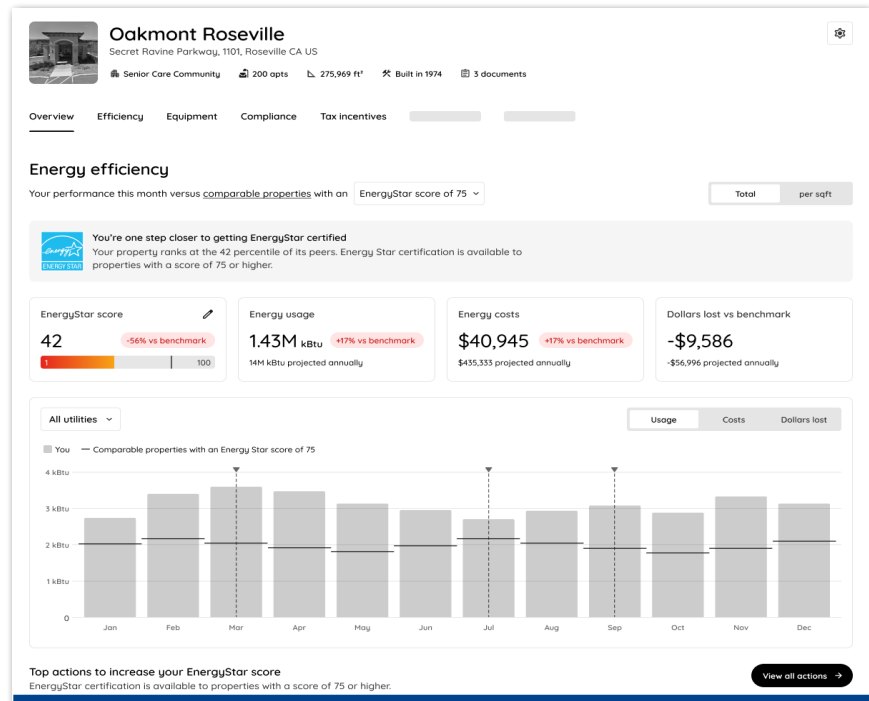 Oakmont Roseville
Secret Ravine Parkway, 1101, Roseville CA US
Senior Care Community 200 apts 275,969 ft² Built in 1974 3 documents
Overview Efficiency Equipment Compliance Tax incentives
Energy efficiency
Your performance this month versus comparable properties with an EnergyStar score of 75
Total per sqft
You're one step closer to getting EnergyStar certified
Your property ranks at the 42 percentile of its peers. Energy Star certification is available to
properties with a score of 75 or higher.
energy
ENERGY STAR
EnergyStar score
42 -56% vs benchmark
1 100
Energy usage
1.43M kBtu +17% vs benchmark
14M kBtu projected annually
Energy costs
$40,945 +17% vs benchmark
$435,333 projected annually
Dollars lost vs benchmark
-$9,586
-$56,996 projected annually
All utilities
Usage Costs Dollars lost
You Comparable properties with an Energy Star score of 75
4 kBtu
3 kBtu
2 kBtu
1 kBtu
0
Jan Feb Mar Apr May Jun Jul Aug Sep Oct Nov Dec
Top actions to increase your EnergyStar score
EnergyStar certification is available to properties with a score of 75 or higher.
View all actions →